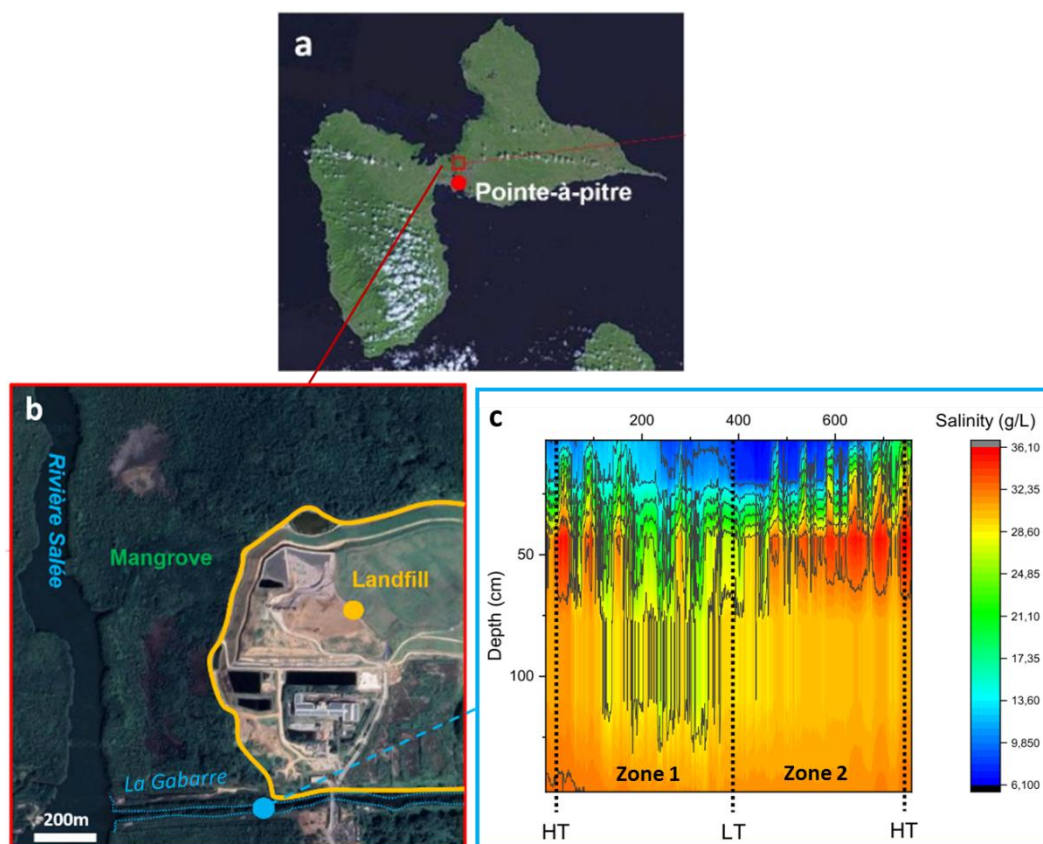 a
Pointe-à-pitre
b
Rivière Salée
Mangrove
Landfill
La Gabarre
200m
c
200 400 600
Salinity (g/L)
Depth (cm)
50
100
36,10
32,35
28,60
24,85
21,10
17,35
13,60
9,850
6,100
Zone 1
Zone 2
HT LT HT